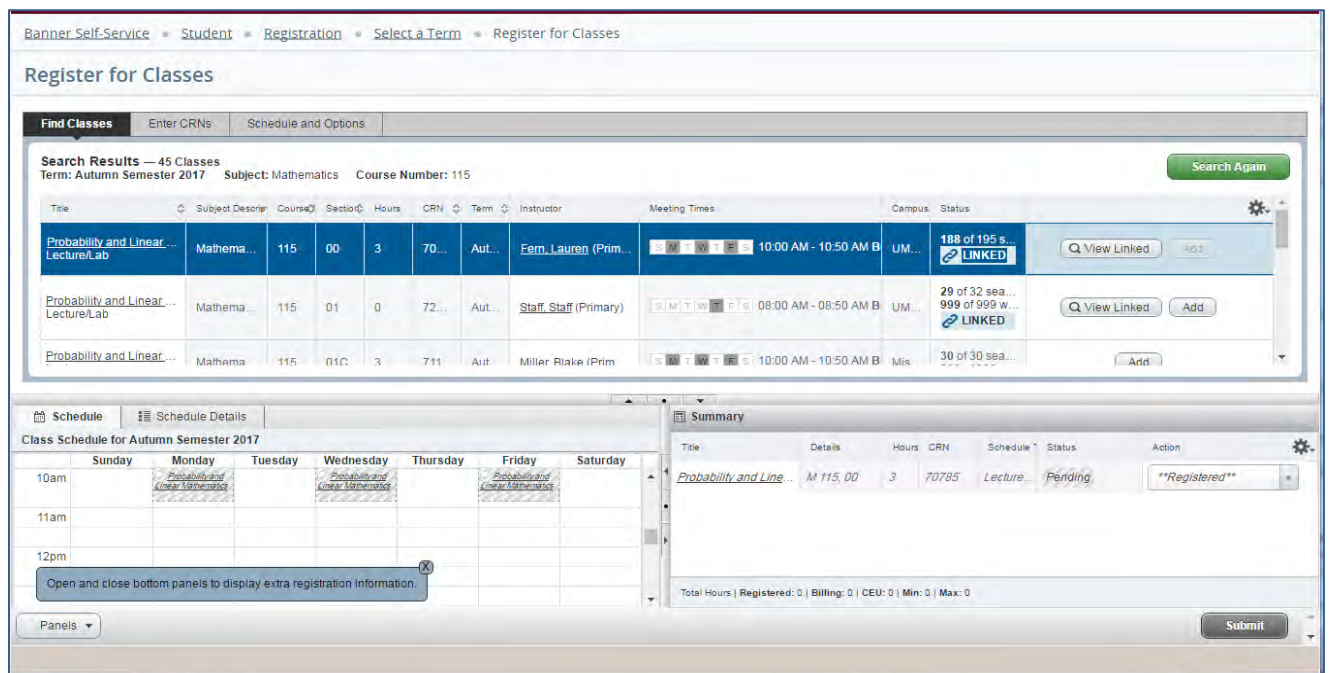 Banner Self-Service Student Registration Select a Term Register for Classes
Register for Classes
Find Classes Enter CRNs Schedule and Options
Search Results — 45 Classes
Term: Autumn Semester 2017 Subject: Mathematics Course Number: 115
Search Again
Title Subject Descrip Course Section Hours CRN Term Instructor Meeting Times Campus Status
Probability and Linear ... Mathema... 115 00 3 70... Aut... Fern, Lauren (Prim... S M T W T F S 10:00 AM - 10:50 AM B UM... 188 of 195 s... View Linked Add
Lecture/Lab LINKED
Probability and Linear ... Mathema... 115 01 0 72... Aut... Staff, Staff (Primary) S M T W T F S 08:00 AM - 08:50 AM B UM... 29 of 32 sea... View Linked Add
Lecture/Lab 999 of 999 w...
LINKED
Probability and Linear ... Mathema 115 01C 3 711 Aut Miller Blake (Prim S M T W T F S 10:00 AM - 10:50 AM B Mis 30 of 30 sea... Add
Schedule Schedule Details
Class Schedule for Autumn Semester 2017
Sunday Monday Tuesday Wednesday Thursday Friday Saturday
10am Probability and Linear Mathematics Probability and Linear Mathematics Probability and Linear Mathematics
11am
12pm
Open and close bottom panels to display extra registration information. X
Summary
Title Details Hours CRN Schedule Status Action
Probability and Line... M 115, 00 3 70785 Lecture... Pending **Registered**
Total Hours | Registered: 0 | Billing: 0 | CEU: 0 | Min: 0 | Max: 0
Panels Submit